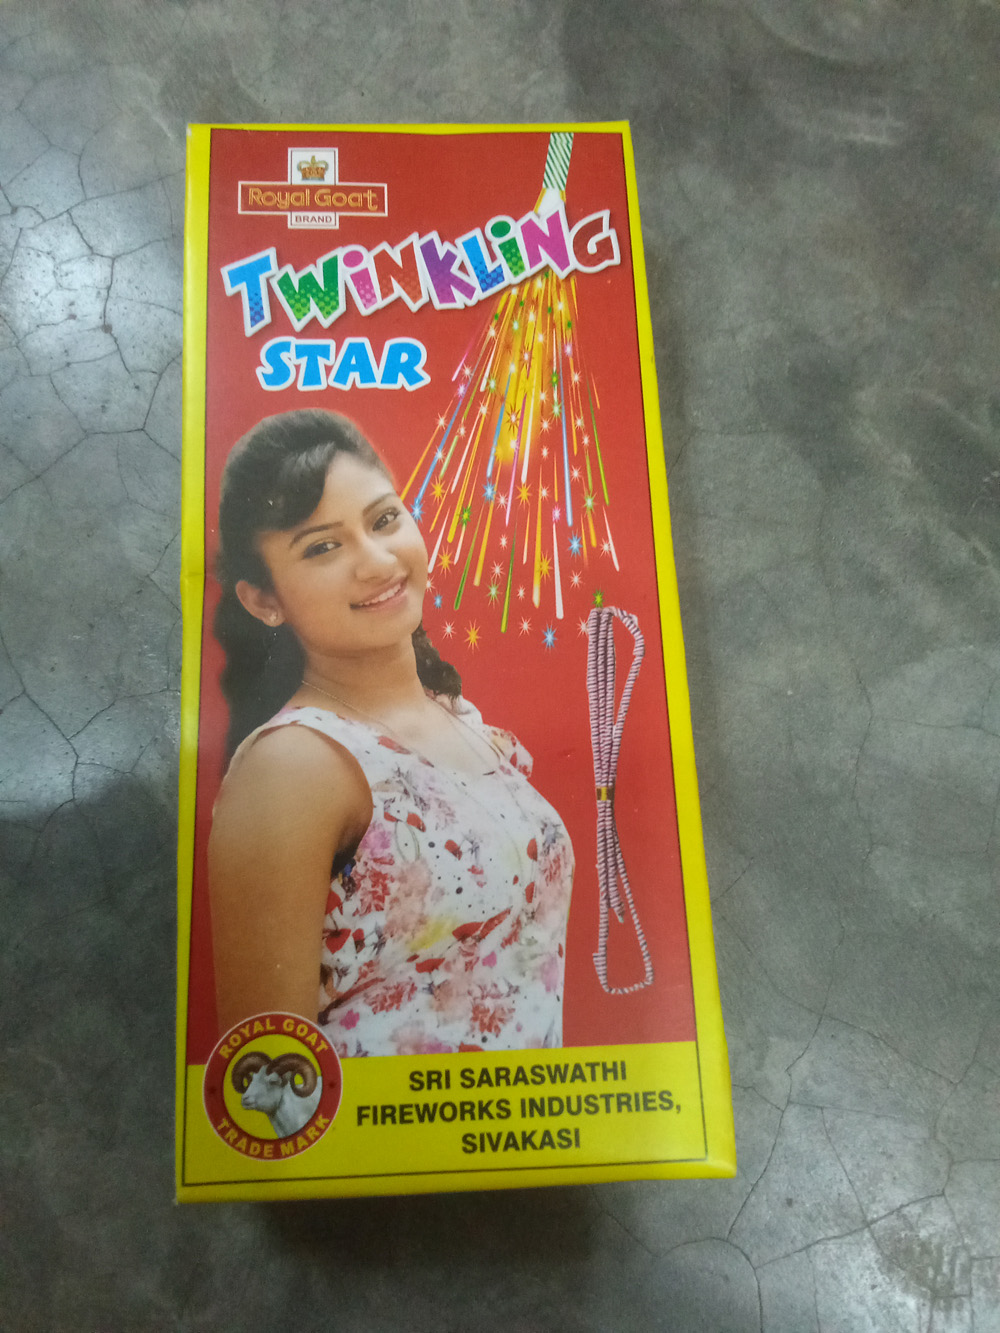 Royal Goat
BRAND
TWiNKLiNG
STAR
ROYAL GOAT
TRADE MARK
SRI SARASWATHI
FIREWORKS INDUSTRIES,
SIVAKASI